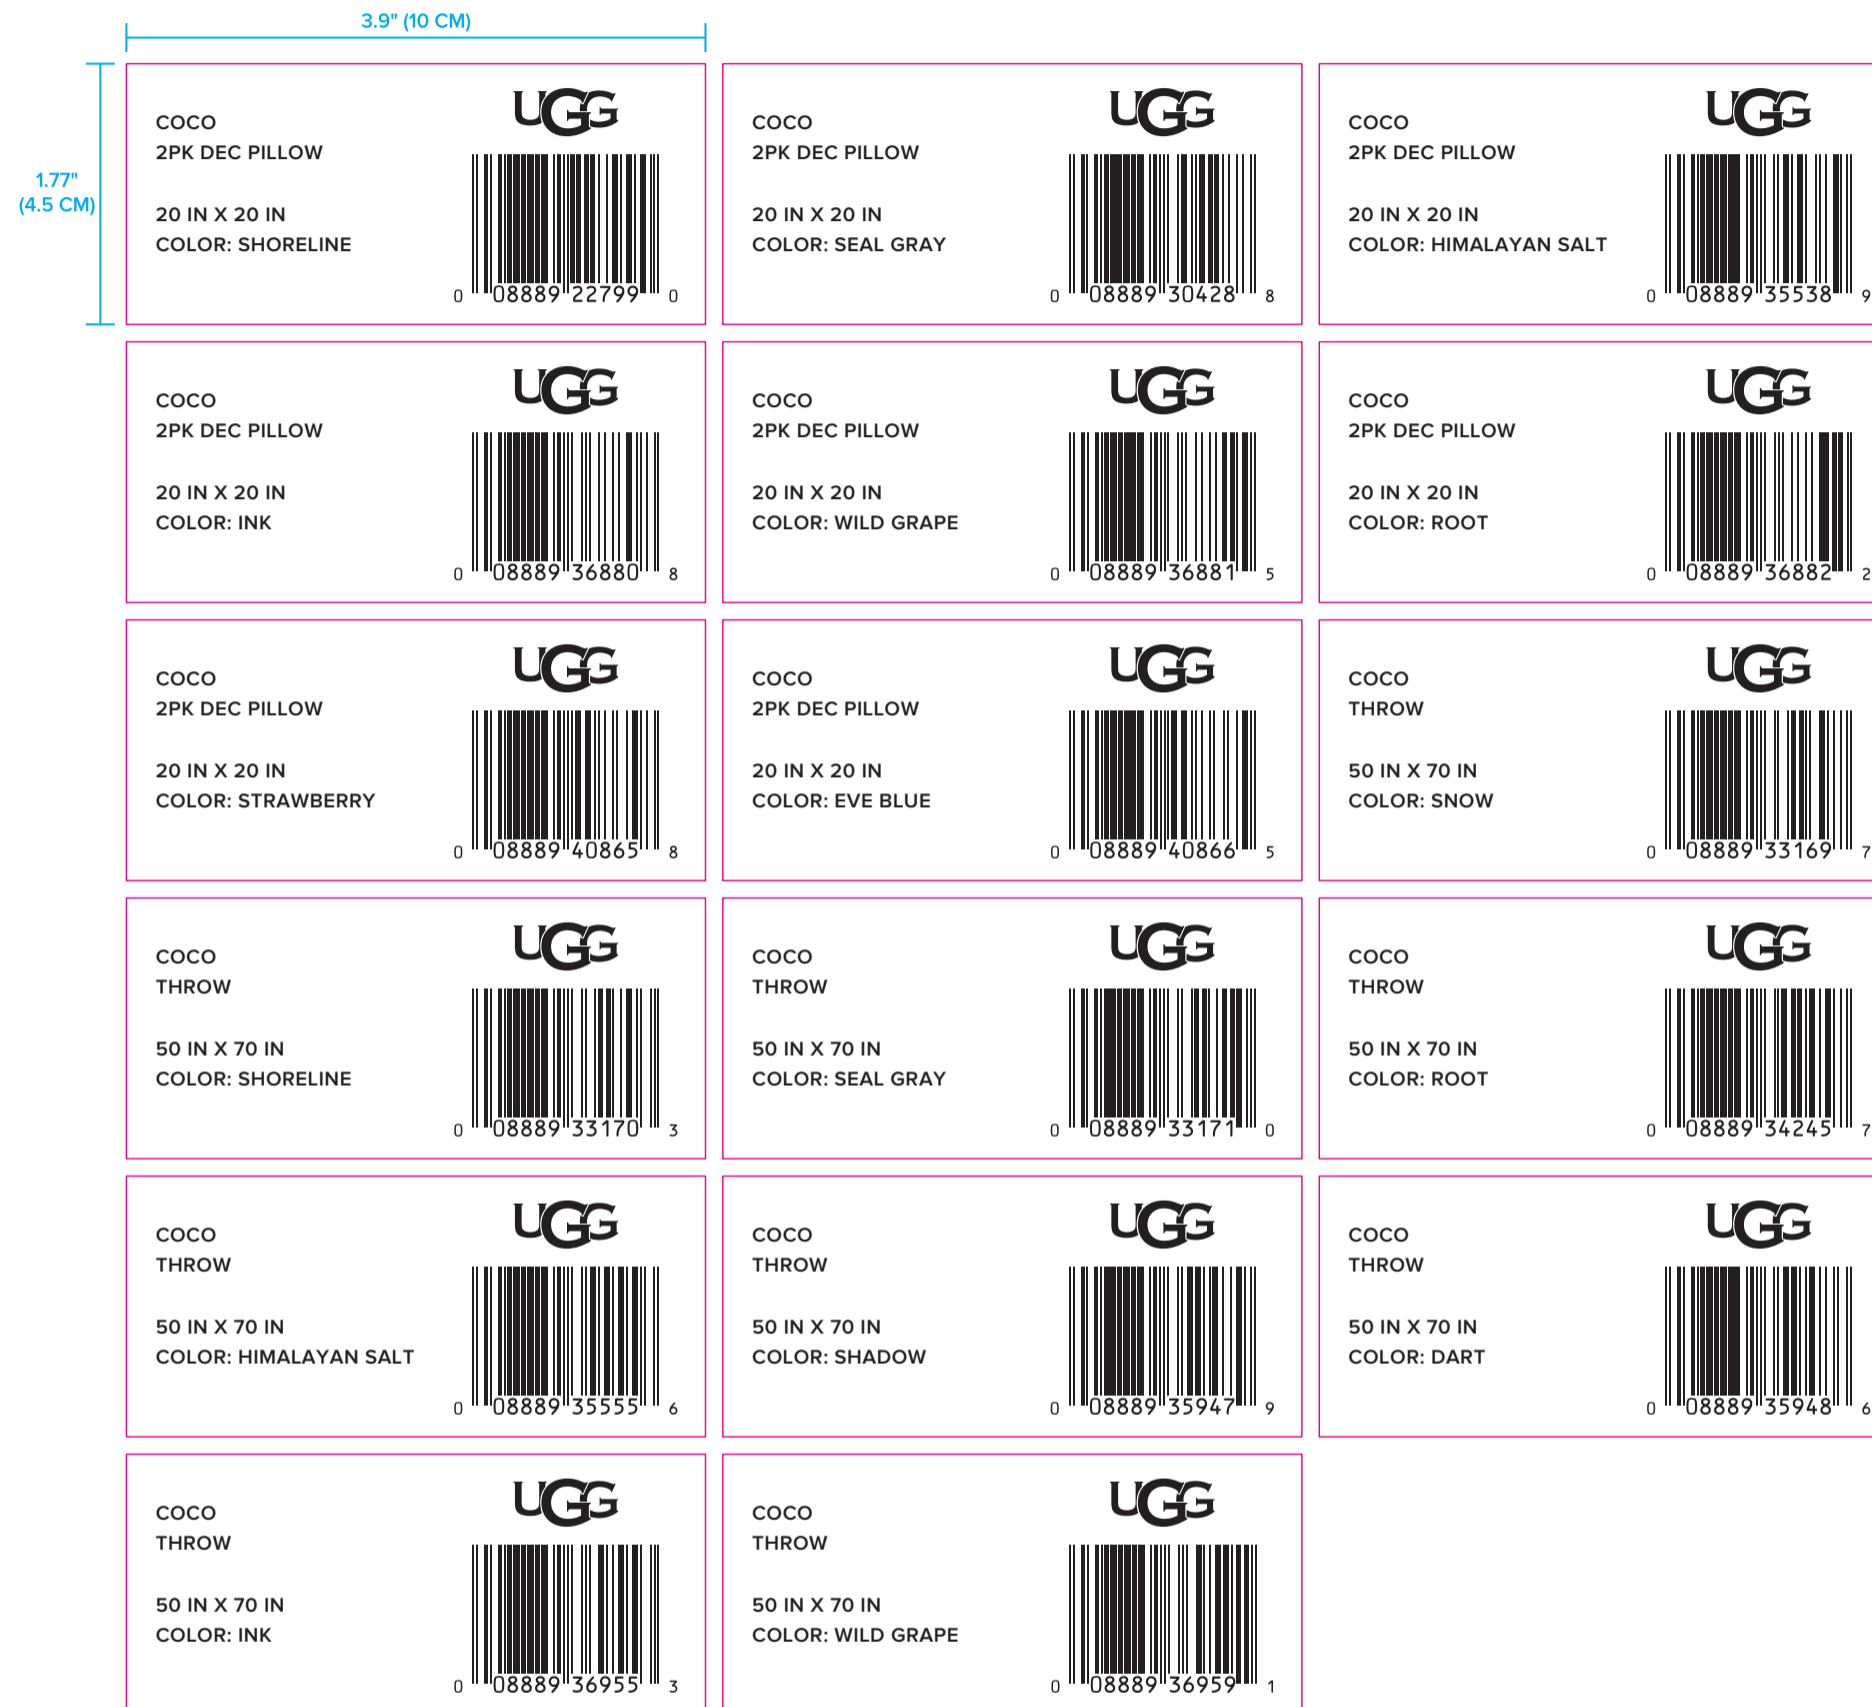 3.9" (10 CM)
1.77"
(4.5 CM)
COCO
2PK DEC PILLOW
20 IN X 20 IN
COLOR: SHORELINE
UGG
0 08889 22799 0
COCO
2PK DEC PILLOW
20 IN X 20 IN
COLOR: SEAL GRAY
UGG
0 08889 30428 8
COCO
2PK DEC PILLOW
20 IN X 20 IN
COLOR: HIMALAYAN SALT
UGG
0 08889 35538 9
COCO
2PK DEC PILLOW
20 IN X 20 IN
COLOR: INK
UGG
0 08889 36880 8
COCO
2PK DEC PILLOW
20 IN X 20 IN
COLOR: WILD GRAPE
UGG
0 08889 36881 5
COCO
2PK DEC PILLOW
20 IN X 20 IN
COLOR: ROOT
UGG
0 08889 36882 2
COCO
2PK DEC PILLOW
20 IN X 20 IN
COLOR: STRAWBERRY
UGG
0 08889 40865 8
COCO
2PK DEC PILLOW
20 IN X 20 IN
COLOR: EVE BLUE
UGG
0 08889 40866 5
COCO
THROW
50 IN X 70 IN
COLOR: SNOW
UGG
0 08889 33169 7
COCO
THROW
50 IN X 70 IN
COLOR: SHORELINE
UGG
0 08889 33170 3
COCO
THROW
50 IN X 70 IN
COLOR: SEAL GRAY
UGG
0 08889 33171 0
COCO
THROW
50 IN X 70 IN
COLOR: ROOT
UGG
0 08889 34245 7
COCO
THROW
50 IN X 70 IN
COLOR: HIMALAYAN SALT
UGG
0 08889 35555 6
COCO
THROW
50 IN X 70 IN
COLOR: SHADOW
UGG
0 08889 35947 9
COCO
THROW
50 IN X 70 IN
COLOR: DART
UGG
0 08889 35948 6
COCO
THROW
50 IN X 70 IN
COLOR: INK
UGG
0 08889 36955 3
COCO
THROW
50 IN X 70 IN
COLOR: WILD GRAPE
UGG
0 08889 36959 1